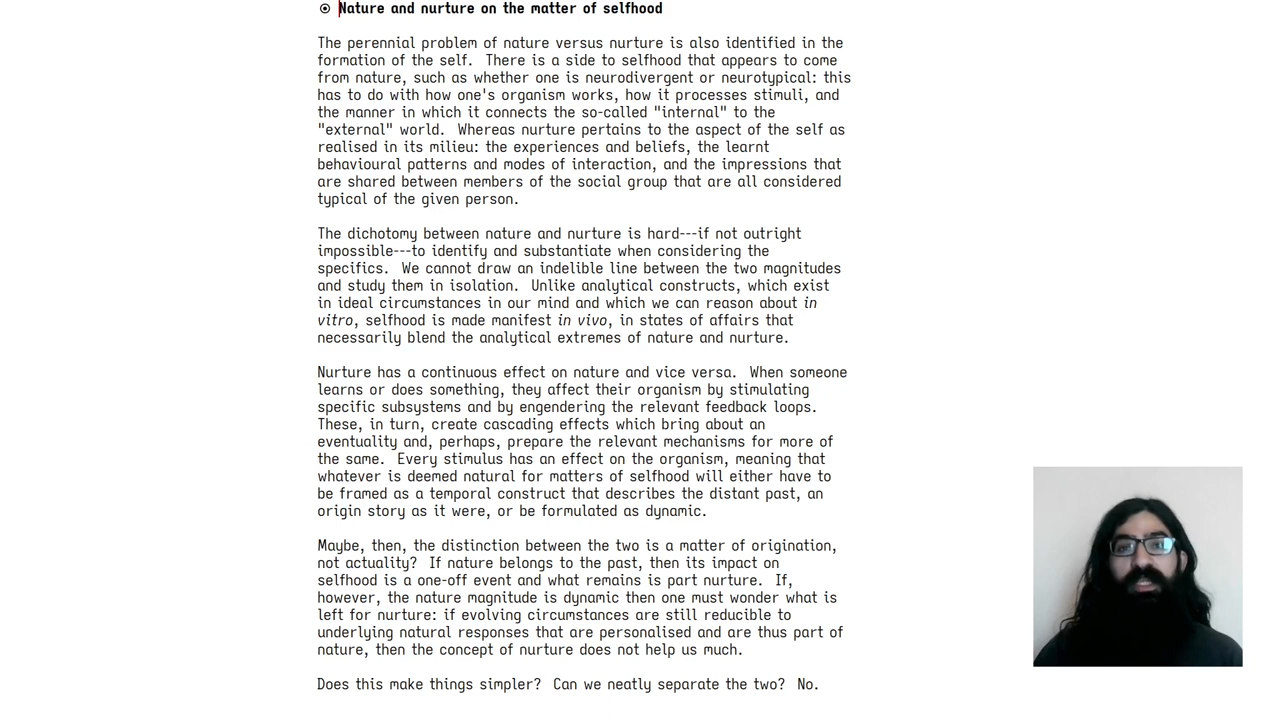 Nature and nurture on the matter of selfhood
The perennial problem of nature versus nurture is also identified in the
formation of the self.  There is a side to selfhood that appears to come
from nature, such as whether one is neurodivergent or neurotypical: this
has to do with how one's organism works, how it processes stimuli, and
the manner in which it connects the so-called "internal" to the
"external" world.  Whereas nurture pertains to the aspect of the self as
realised in its milieu: the experiences and beliefs, the learnt
behavioural patterns and modes of interaction, and the impressions that
are shared between members of the social group that are all considered
typical of the given person.
The dichotomy between nature and nurture is hard---if not outright
impossible---to identify and substantiate when considering the
specifics.  We cannot draw an indelible line between the two magnitudes
and study them in isolation.  Unlike analytical constructs, which exist
in ideal circumstances in our mind and which we can reason about in
vitro, selfhood is made manifest in vivo, in states of affairs that
necessarily blend the analytical extremes of nature and nurture.
Nurture has a continuous effect on nature and vice versa.  When someone
learns or does something, they affect their organism by stimulating
specific subsystems and by engendering the relevant feedback loops.
These, in turn, create cascading effects which bring about an
eventuality and, perhaps, prepare the relevant mechanisms for more of
the same.  Every stimulus has an effect on the organism, meaning that
whatever is deemed natural for matters of selfhood will either have to
be framed as a temporal construct that describes the distant past, an
origin story as it were, or be formulated as dynamic.
Maybe, then, the distinction between the two is a matter of origination,
not actuality?  If nature belongs to the past, then its impact on
selfhood is a one-off event and what remains is part nurture.  If,
however, the nature magnitude is dynamic then one must wonder what is
left for nurture: if evolving circumstances are still reducible to
underlying natural responses that are personalised and are thus part of
nature, then the concept of nurture does not help us much.
Does this make things simpler?  Can we neatly separate the two?  No.